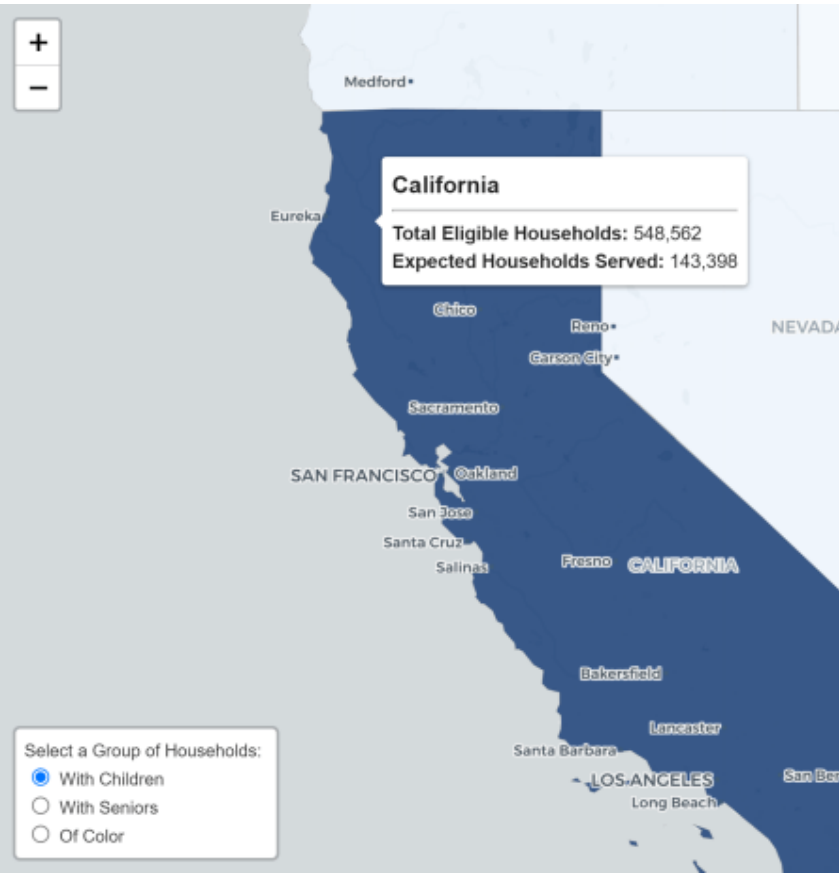 +
−
Medford
California
Total Eligible Households: 548,562
Expected Households Served: 143,398
Eureka
Chico
Reno
NEVADA
Carson City
Sacramento
SAN FRANCISCO
Oakland
San Jose
Santa Cruz
Salinas
Fresno
CALIFORNIA
Bakersfield
Lancaster
Santa Barbara
LOS ANGELES
San Ber
Long Beach
Select a Group of Households:
With Children
With Seniors
Of Color